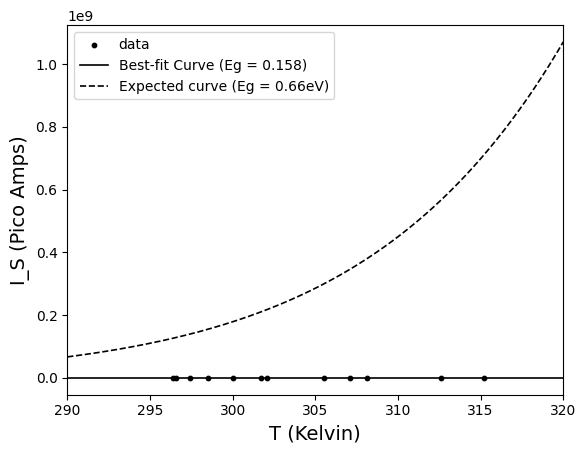 1e9
data
Best-fit Curve (Eg = 0.158)
Expected curve (Eg = 0.66eV)
1.0
0.8
0.6
0.4
0.2
0.0
I_S (Pico Amps)
290 295 300 305 310 315 320
T (Kelvin)